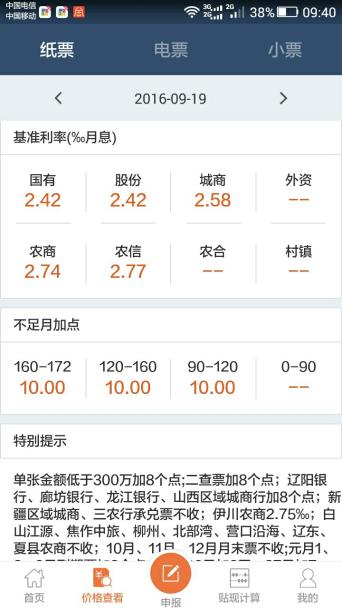 中国电信
中国移动
3G 2G 38% 09:40
2G
纸票 电票 小票
2016-09-19
基准利率(‰月息)
国有 股份 城商 外资
2.42 2.42 2.58 --
农商 农信 农合 村镇
2.74 2.77 -- --
不足月加点
160-172 120-160 90-120 0-90
10.00 10.00 10.00 --
特别提示
单张金额低于300万加8个点;二查票加8个点；辽阳银
行、廊坊银行、龙江银行、山西区域城商行加8个点；新
疆区域城商、三农行承兑票不收；伊川农商2.75‰；白
山江源、焦作中旅、柳州、北部湾、营口沿海、辽东、
夏县农商不收；10月、11月、12月月末票不收;元月1、
首页 价格查看 申报 贴现计算 我的